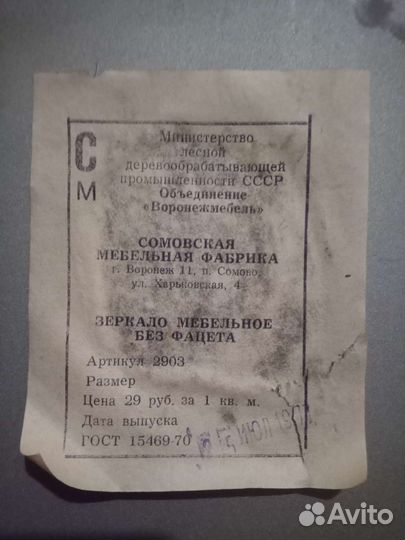 С
М
Министерство
лесной
деревообрабатывающей
промышленности СССР
Объединение
«Воронежмебель»
СОМОВСКАЯ
МЕБЕЛЬНАЯ ФАБРИКА
г. Воронеж 11, п. Сомово,
ул. Харьковская, 4
ЗЕРКАЛО МЕБЕЛЬНОЕ
БЕЗ ФАЦЕТА
Артикул 2903
Размер
Цена 29 руб. за 1 кв. м.
Дата выпуска
ИЮЛ
ГОСТ 15469-70
Avito